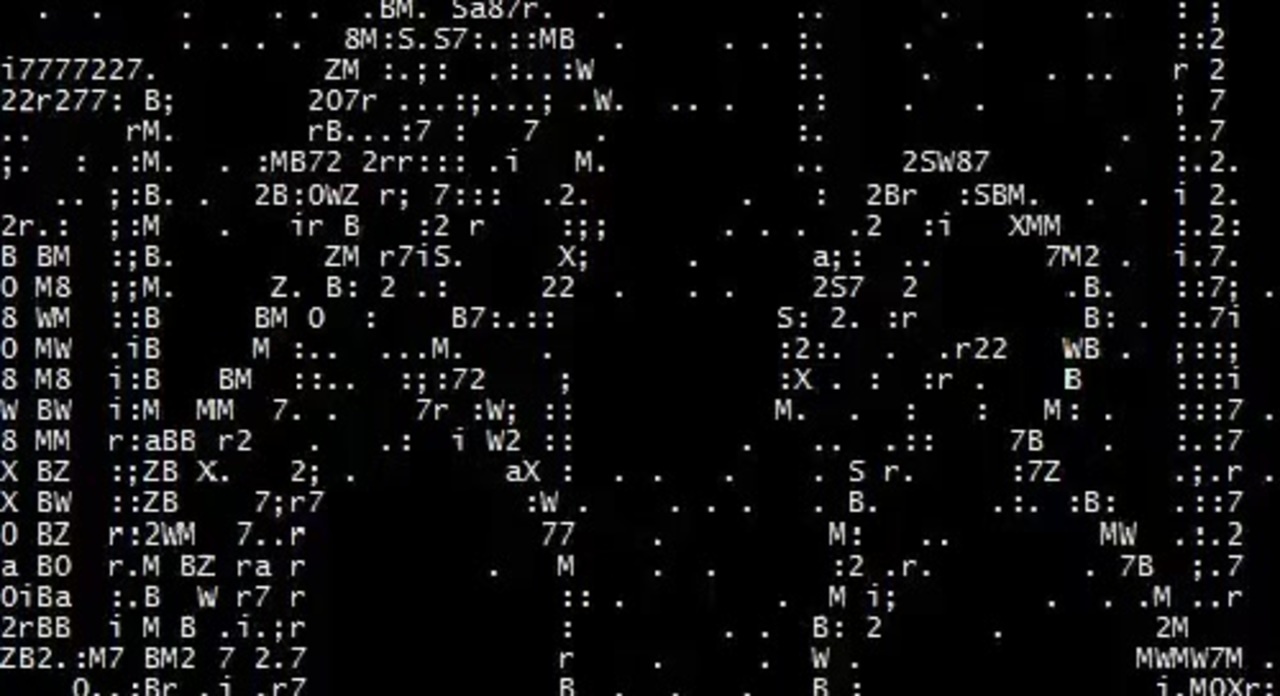 . . . . . .BM. Sa87r. . .. . .. : ;
. . . . 8M:S.S7:.::MB . . . :. . . ::2
i7777227. ZM :.;: .:..:W :. . . .. r 2
22r277: B; 2O7r ...:;...; .W. .. . .: . . ; 7
.. rM. rB...:7 : 7 . :. . :.7
;. : .:M. . :MB72 2rr::: .i M. .. 2SW87 . :.2.
.. ;:B. . 2B:OWZ r; 7::: .2. . : 2Br :SBM. . . i 2.
2r.: ;:M . ir B :2 r :;; . . . .2 :i XMM :.2:
B BM :;B. ZM r7iS. X; . a;: .. 7M2 . i.7.
O M8 ;;M. Z. B: 2 .: 22 . . . 2S7 2 .B. ::7; .
8 WM ::B BM O : B7:.:: S: 2. :r B: . :.7i
O MW .iB M :.. ...M. . :2:. . .r22 WB . ;::;
8 M8 i:B BM ::.. :;:72 ; :X . : :r . B :::i
W BW i:M MM 7. . 7r :W; :: M. . : : M: . :::7 .
8 MM r:aBB r2 . .: i W2 :: . .. .:: 7B . :.:7
X BZ :;ZB X. 2; . aX : . . . . S r. :7Z .;.r .
X BW ::ZB 7;r7 :W . . . . . B. .:. :B: .::7
O BZ r:2WM 7..r 77 . M: .. MW .:.2
a BO r.M BZ ra r . M . . :2 .r. . 7B ;.7
OiBa :.B W r7 r :: . . M i; . . .M ..r
2rBB i M B .i.;r : . . B: 2 . 2M
ZB2.:M7 BM2 7 2.7 r . . W . MWMW7M .
O..:Br .i .r7 B . . B : i MOXr: